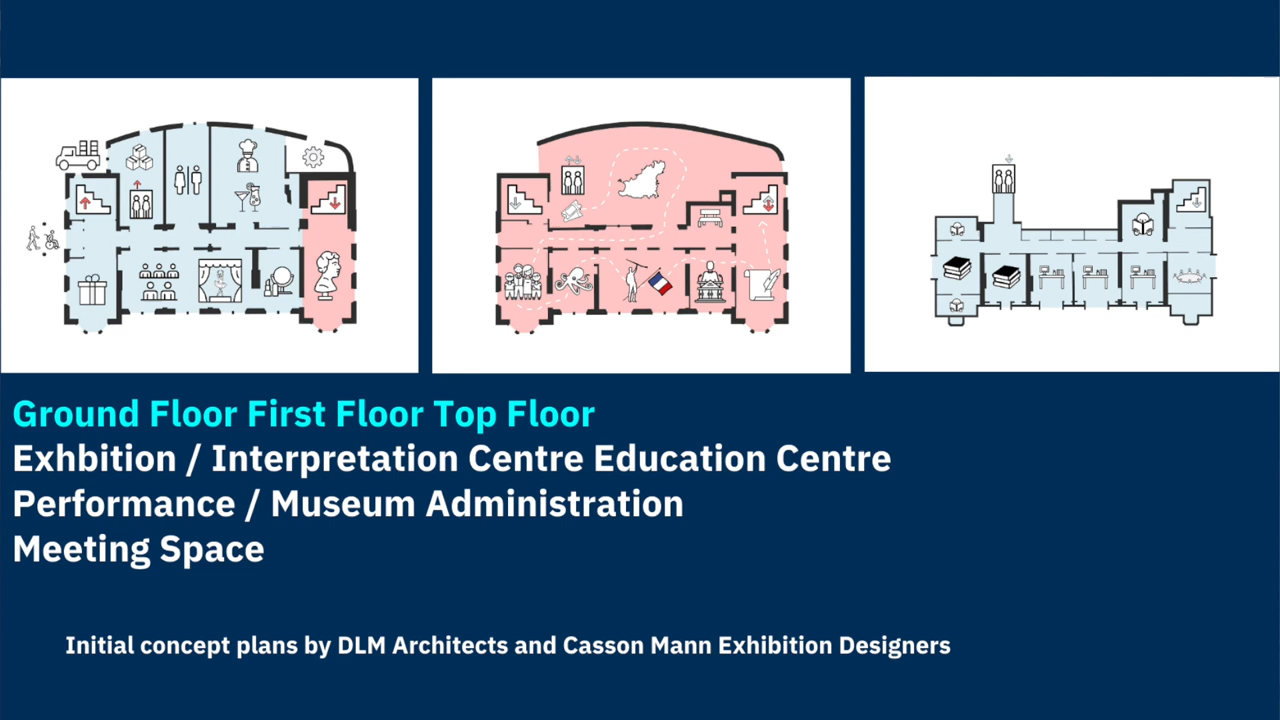 Ground Floor First Floor Top Floor
Exhbition / Interpretation Centre Education Centre
Performance / Museum Administration
Meeting Space
Initial concept plans by DLM Architects and Casson Mann Exhibition Designers